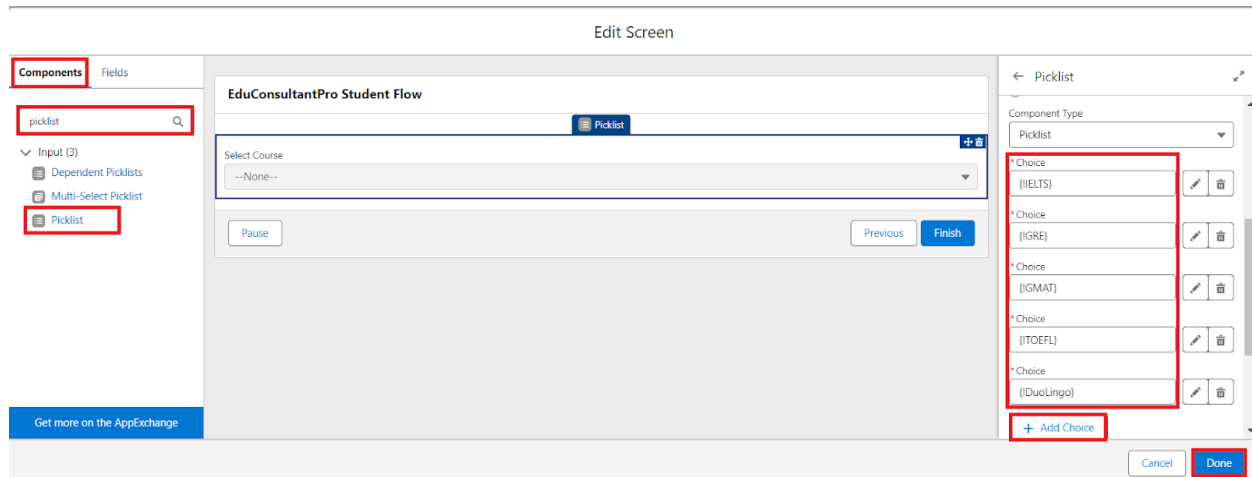 Edit Screen
Components Fields
picklist
Input (3)
Dependent Picklists
Multi-Select Picklist
Picklist
Get more on the AppExchange
EduConsultantPro Student Flow
Picklist
Select Course
--None--
Pause Previous Finish
Picklist
Component Type
Picklist
* Choice
{!IELTS}
* Choice
{!GRE}
* Choice
{!GMAT}
* Choice
{!TOEFL}
* Choice
{!DuoLingo}
+ Add Choice
Cancel Done